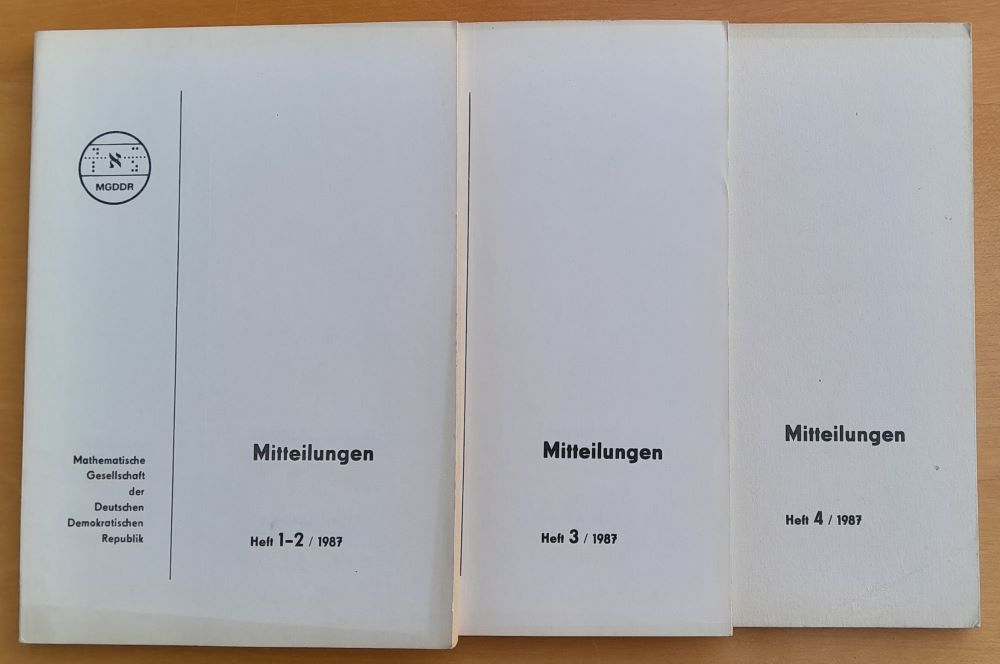 ℵ
MGDDR
Mathematische
Gesellschaft
der
Deutschen
Demokratischen
Republik
Mitteilungen
Heft 1–2 / 1987
Mitteilungen
Heft 3 / 1987
Mitteilungen
Heft 4 / 1987